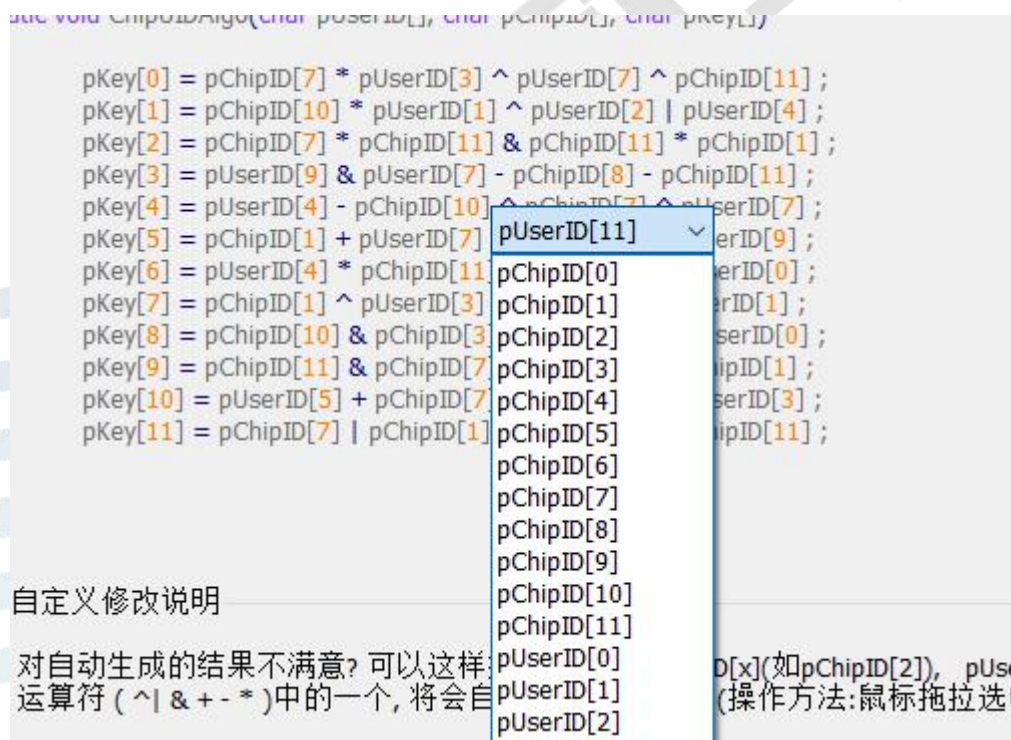 static void ChipUIDAlgo(char pUserID[], char pChipID[], char pKey[])
pKey[0] = pChipID[7] * pUserID[3] ^ pUserID[7] ^ pChipID[11] ;
pKey[1] = pChipID[10] * pUserID[1] ^ pUserID[2] | pUserID[4] ;
pKey[2] = pChipID[7] * pChipID[11] & pChipID[11] * pChipID[1] ;
pKey[3] = pUserID[9] & pUserID[7] - pChipID[8] - pChipID[11] ;
pKey[4] = pUserID[4] - pChipID[10] ^ pChipID[7] ^ pUserID[7] ;
pKey[5] = pChipID[1] + pUserID[7] erID[9] ;
pKey[6] = pUserID[4] * pChipID[11] erID[0] ;
pKey[7] = pChipID[1] ^ pUserID[3] rID[1] ;
pKey[8] = pChipID[10] & pChipID[3 serID[0] ;
pKey[9] = pChipID[11] & pChipID[7] ipID[1] ;
pKey[10] = pUserID[5] + pChipID[7] serID[3] ;
pKey[11] = pChipID[7] | pChipID[1] ipID[11] ;
pUserID[11]
pChipID[0]
pChipID[1]
pChipID[2]
pChipID[3]
pChipID[4]
pChipID[5]
pChipID[6]
pChipID[7]
pChipID[8]
pChipID[9]
pChipID[10]
pChipID[11]
pUserID[0]
pUserID[1]
pUserID[2]
自定义修改说明
对自动生成的结果不满意? 可以这样 D[x](如pChipID[2]), pUse
运算符 ( ^| & + - * )中的一个, 将会自 (操作方法:鼠标拖拉选